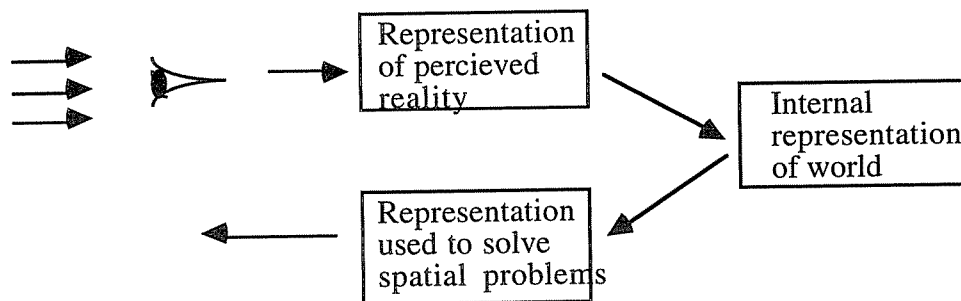 Representation
of percieved
reality
Internal
representation
of world
Representation
used to solve
spatial problems